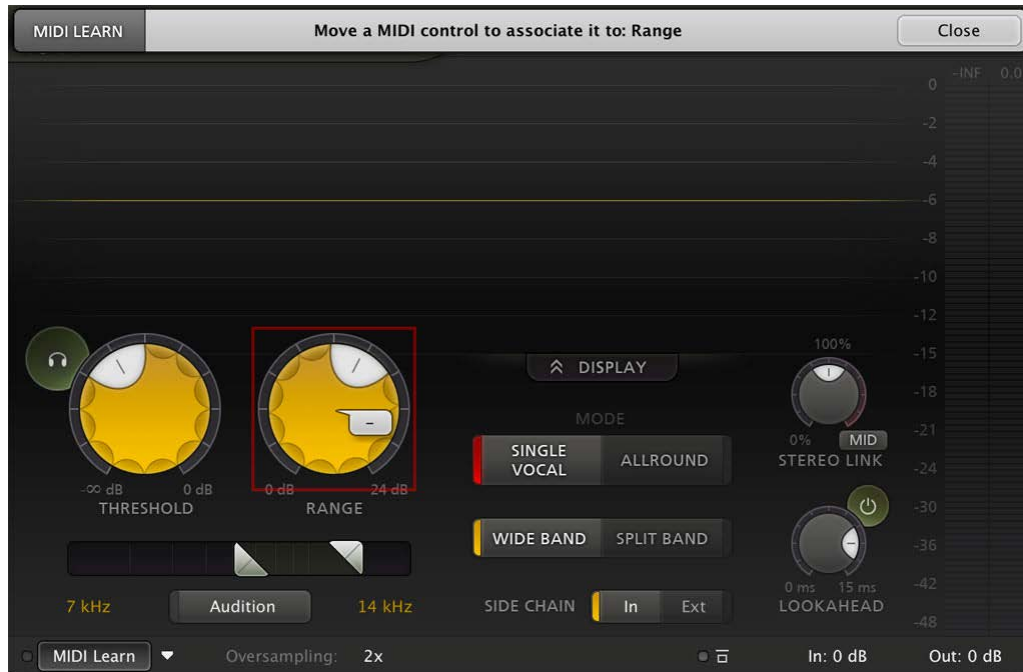 MIDI LEARN
Move a MIDI control to associate it to: Range
Close
-INF 0.0
0
-2
-4
-6
-8
-10
-12
-15
-18
-21
-24
-30
-36
-42
-48
-∞ dB 0 dB
THRESHOLD
0 dB 24 dB
RANGE
-
DISPLAY
MODE
SINGLE
VOCAL
ALLROUND
WIDE BAND SPLIT BAND
100%
0% MID
STEREO LINK
0 ms 15 ms
LOOKAHEAD
7 kHz Audition 14 kHz
SIDE CHAIN In Ext
MIDI Learn Oversampling: 2x In: 0 dB Out: 0 dB